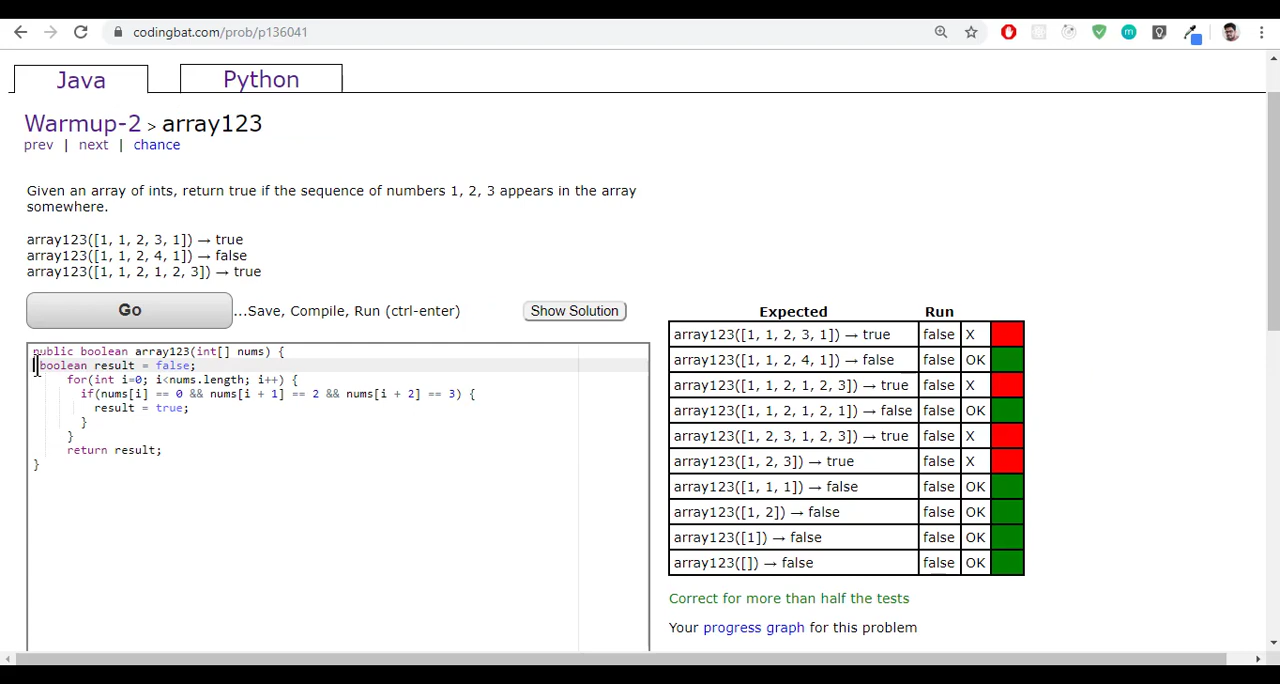 codingbat.com/prob/p136041
Java
Python
Warmup-2 > array123
prev | next | chance
Given an array of ints, return true if the sequence of numbers 1, 2, 3 appears in the array
somewhere.
array123([1, 1, 2, 3, 1]) → true
array123([1, 1, 2, 4, 1]) → false
array123([1, 1, 2, 1, 2, 3]) → true
Go
...Save, Compile, Run (ctrl-enter)
Show Solution
public boolean array123(int[] nums) {
boolean result = false;
for(int i=0; i<nums.length; i++) {
if(nums[i] == 0 && nums[i + 1] == 2 && nums[i + 2] == 3) {
result = true;
}
}
return result;
}
Expected Run
array123([1, 1, 2, 3, 1]) → true false X
array123([1, 1, 2, 4, 1]) → false false OK
array123([1, 1, 2, 1, 2, 3]) → true false X
array123([1, 1, 2, 1, 2, 1]) → false false OK
array123([1, 2, 3, 1, 2, 3]) → true false X
array123([1, 2, 3]) → true false X
array123([1, 1, 1]) → false false OK
array123([1, 2]) → false false OK
array123([1]) → false false OK
array123([]) → false false OK
Correct for more than half the tests
Your progress graph for this problem